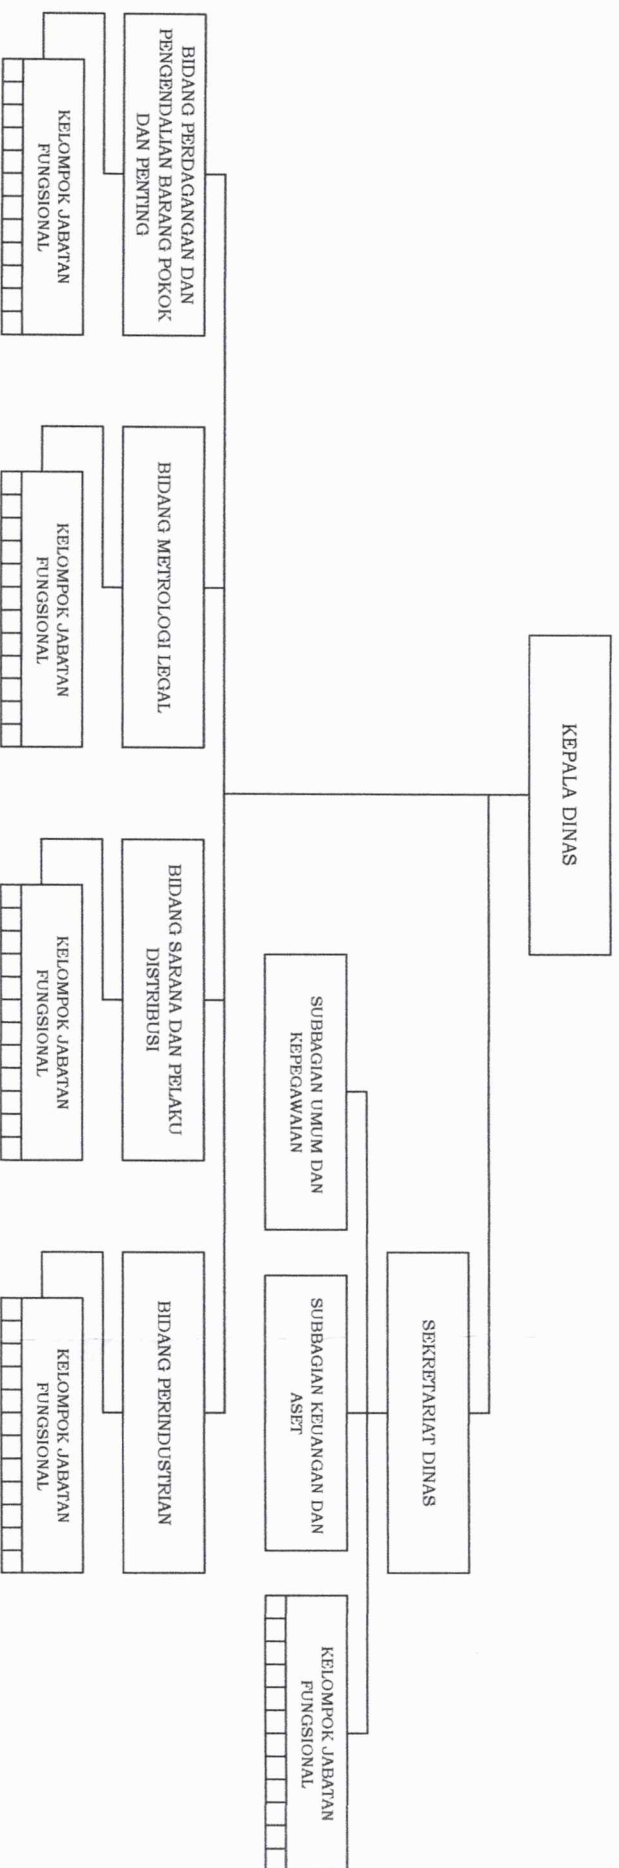 KEPALA DINAS
SEKRETARIAT DINAS
SUBBAGIAN UMUM DAN
KEPEGAWAIAN
SUBBAGIAN KEUANGAN DAN
ASET
KELOMPOK JABATAN
FUNGSIONAL
BIDANG PERDAGANGAN DAN
PENGENDALIAN BARANG POKOK
DAN PENTING
BIDANG METROLOGI LEGAL
BIDANG SARANA DAN PELAKU
DISTRIBUSI
BIDANG PERINDUSTRIAN
KELOMPOK JABATAN
FUNGSIONAL
KELOMPOK JABATAN
FUNGSIONAL
KELOMPOK JABATAN
FUNGSIONAL
KELOMPOK JABATAN
FUNGSIONAL